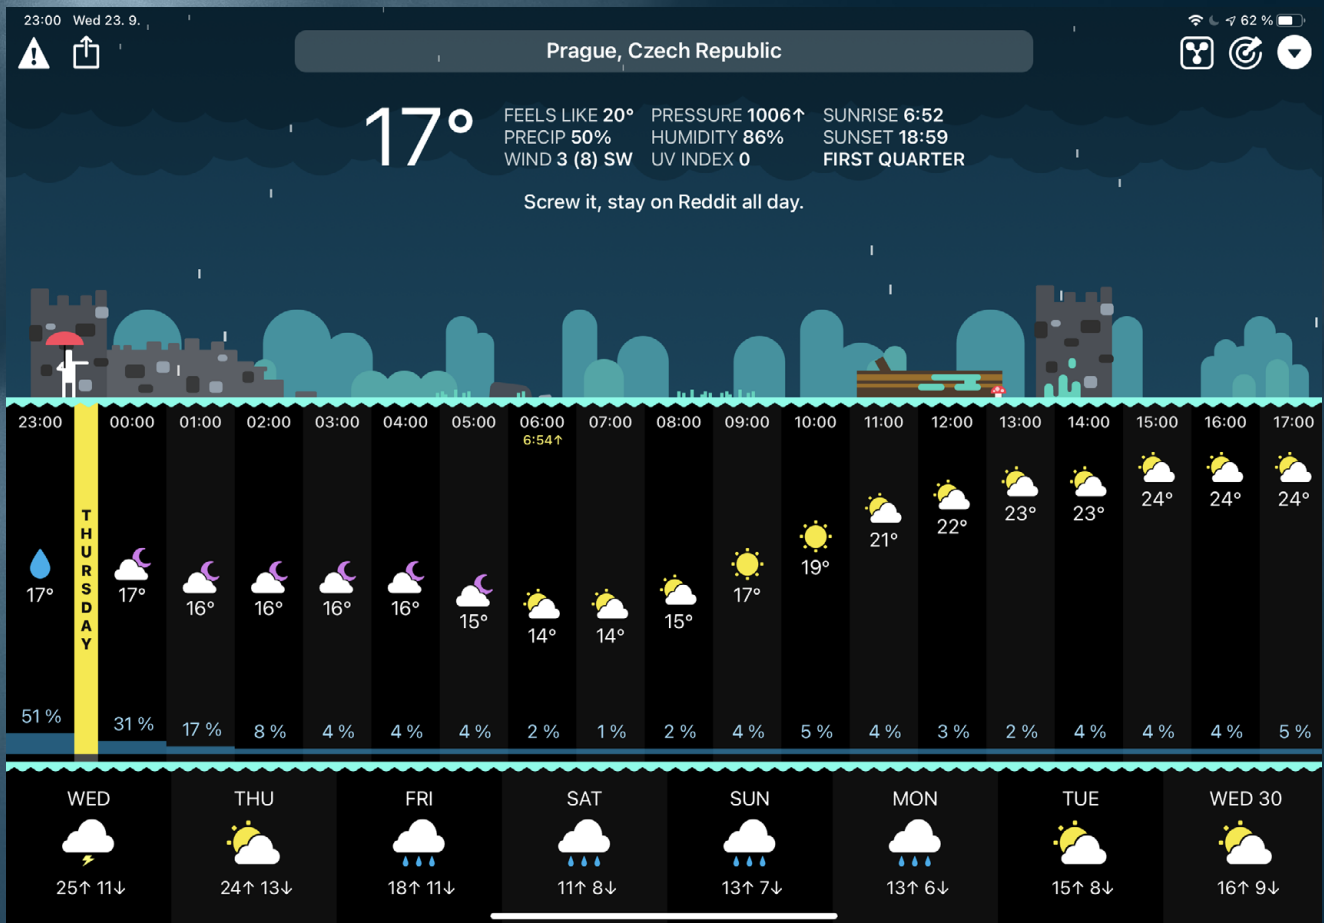 23:00 Wed 23. 9.
62 %
Prague, Czech Republic
17°
FEELS LIKE 20° PRESSURE 1006↑ SUNRISE 6:52
PRECIP 50% HUMIDITY 86% SUNSET 18:59
WIND 3 (8) SW UV INDEX 0 FIRST QUARTER
Screw it, stay on Reddit all day.
23:00 00:00 01:00 02:00 03:00 04:00 05:00 06:00 07:00 08:00 09:00 10:00 11:00 12:00 13:00 14:00 15:00 16:00 17:00
6:54↑
THURSDAY
17° 17° 16° 16° 16° 16° 15° 14° 14° 15° 17° 19° 21° 22° 23° 23° 24° 24° 24°
51 % 31 % 17 % 8 % 4 % 4 % 4 % 2 % 1 % 2 % 4 % 5 % 4 % 3 % 2 % 4 % 4 % 4 % 5 %
WED THU FRI SAT SUN MON TUE WED 30
25↑ 11↓ 24↑ 13↓ 18↑ 11↓ 11↑ 8↓ 13↑ 7↓ 13↑ 6↓ 15↑ 8↓ 16↑ 9↓